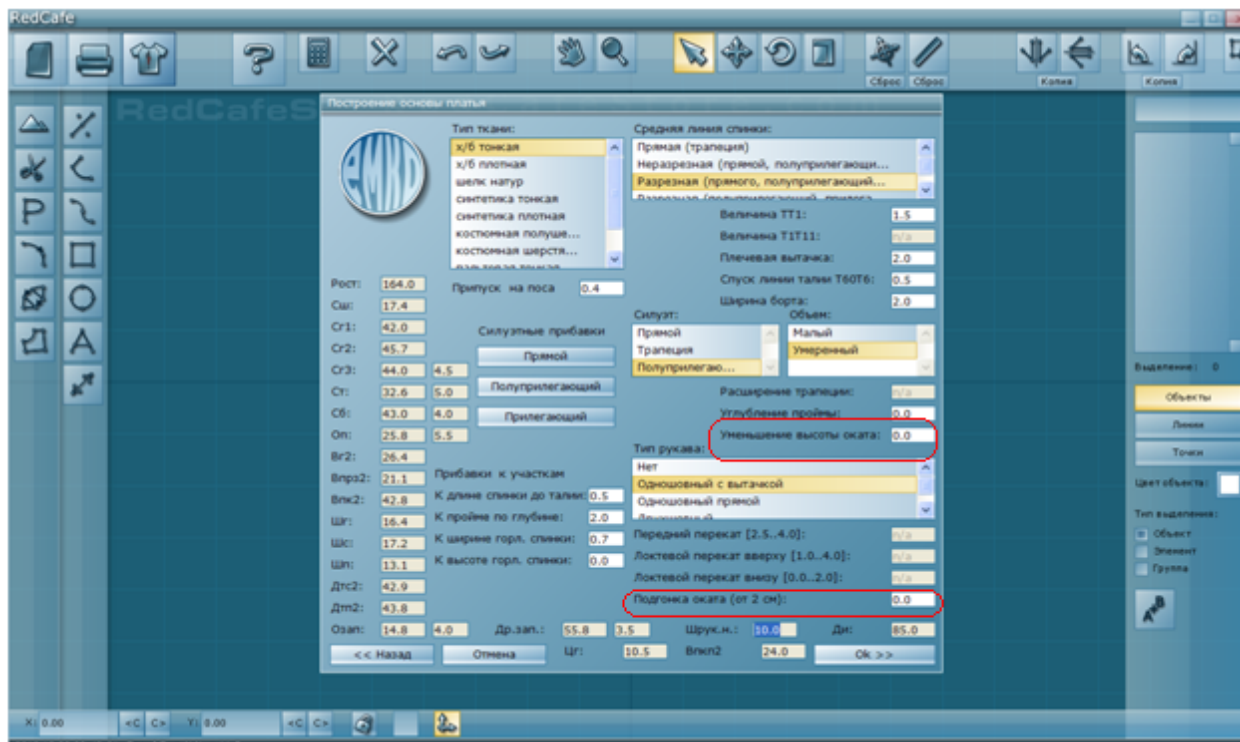 RedCafe
Сброс Сброс
Копия
Копия
RedCafeS
Построение основы платья
Тип ткани:
х/б тонкая
х/б плотная
шелк натур
синтетика тонкая
синтетика плотная
костюмная полуше...
костюмная шерстя...
пальтовая тонкая
Средняя линия спинки:
Прямая (трапеция)
Неразрезная (прямой, полуприлегающи...
Разрезная (прямого, полуприлегающий...
Разрезная (полуприлегающий, прилега
Величина ТТ1: 1.5
Величина Т1Т11: n/a
Плечевая вытачка: 2.0
Спуск линии талии Т60Т6: 0.5
Ширина борта: 2.0
Припуск на поса 0.4
Силуэтные прибавки
Прямой
Полуприлегающий
Прилегающий
Силуэт:
Прямой
Трапеция
Полуприлегаю...
Объем:
Малый
Умеренный
Расширение трапеции: n/a
Углубление проймы: 0.0
Уменьшение высоты оката: 0.0
Рост: 164.0
Сш: 17.4
Сг1: 42.0
Сг2: 45.7
Сг3: 44.0 4.5
Ст: 32.6 5.0
Сб: 43.0 4.0
Оп: 25.8 5.5
Вг2: 26.4
Впрз2: 21.1
Впк2: 42.8
Шг: 16.4
Шс: 17.2
Шп: 13.1
Дтс2: 42.9
Дтп2: 43.8
Озап: 14.8 4.0 Др.зап.: 55.8 3.5 Шрук.н.: 10.0 Ди: 85.0
Прибавки к участкам
К длине спинки до талии: 0.5
К пройме по глубине: 2.0
К ширине горл. спинки: 0.7
К высоте горл. спинки: 0.0
Тип рукава:
Нет
Одношовный с вытачкой
Одношовный прямой
Двухшовный
Передний перекат [2.5..4.0]: n/a
Локтевой перекат вверху [1.0..4.0]: n/a
Локтевой перекат внизу [0.0..2.0]: n/a
Подгонка оката (от 2 см): 0.0
<< Назад Отмена Цг: 10.5 Впкп2 24.0 Ok >>
Выделение: 0
Объекты
Линии
Точки
Цвет объекта:
Тип выделения:
Объект
Элемент
Группа
X: 0.00 <C C> Y: 0.00 <C C>